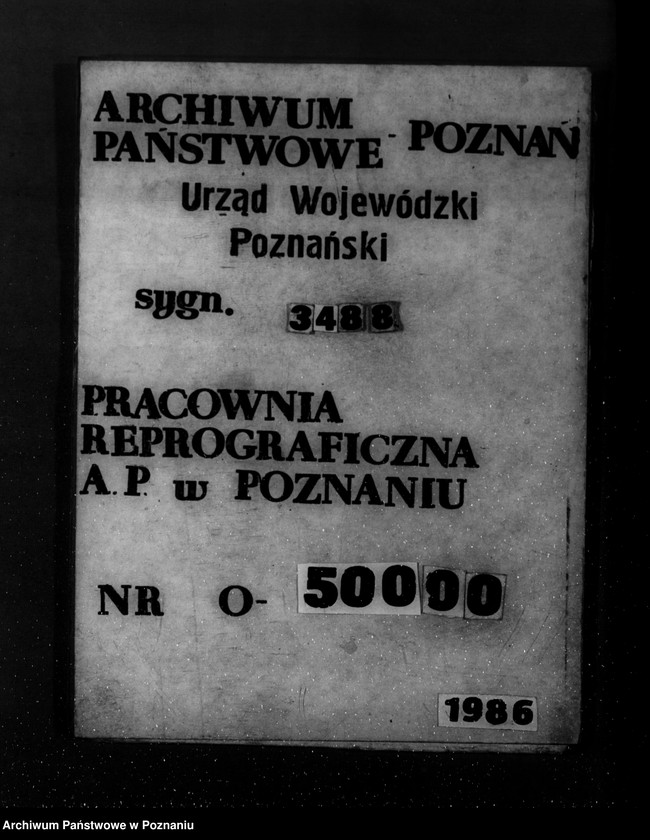 ARCHIWUM
PAŃSTWOWE - POZNAŃ
Urząd Wojewódzki
Poznański
sygn. 3488
PRACOWNIA
REPROGRAFICZNA
A. P. w POZNANIU
NR O- 50090
1986
Archiwum Państwowe w Poznaniu